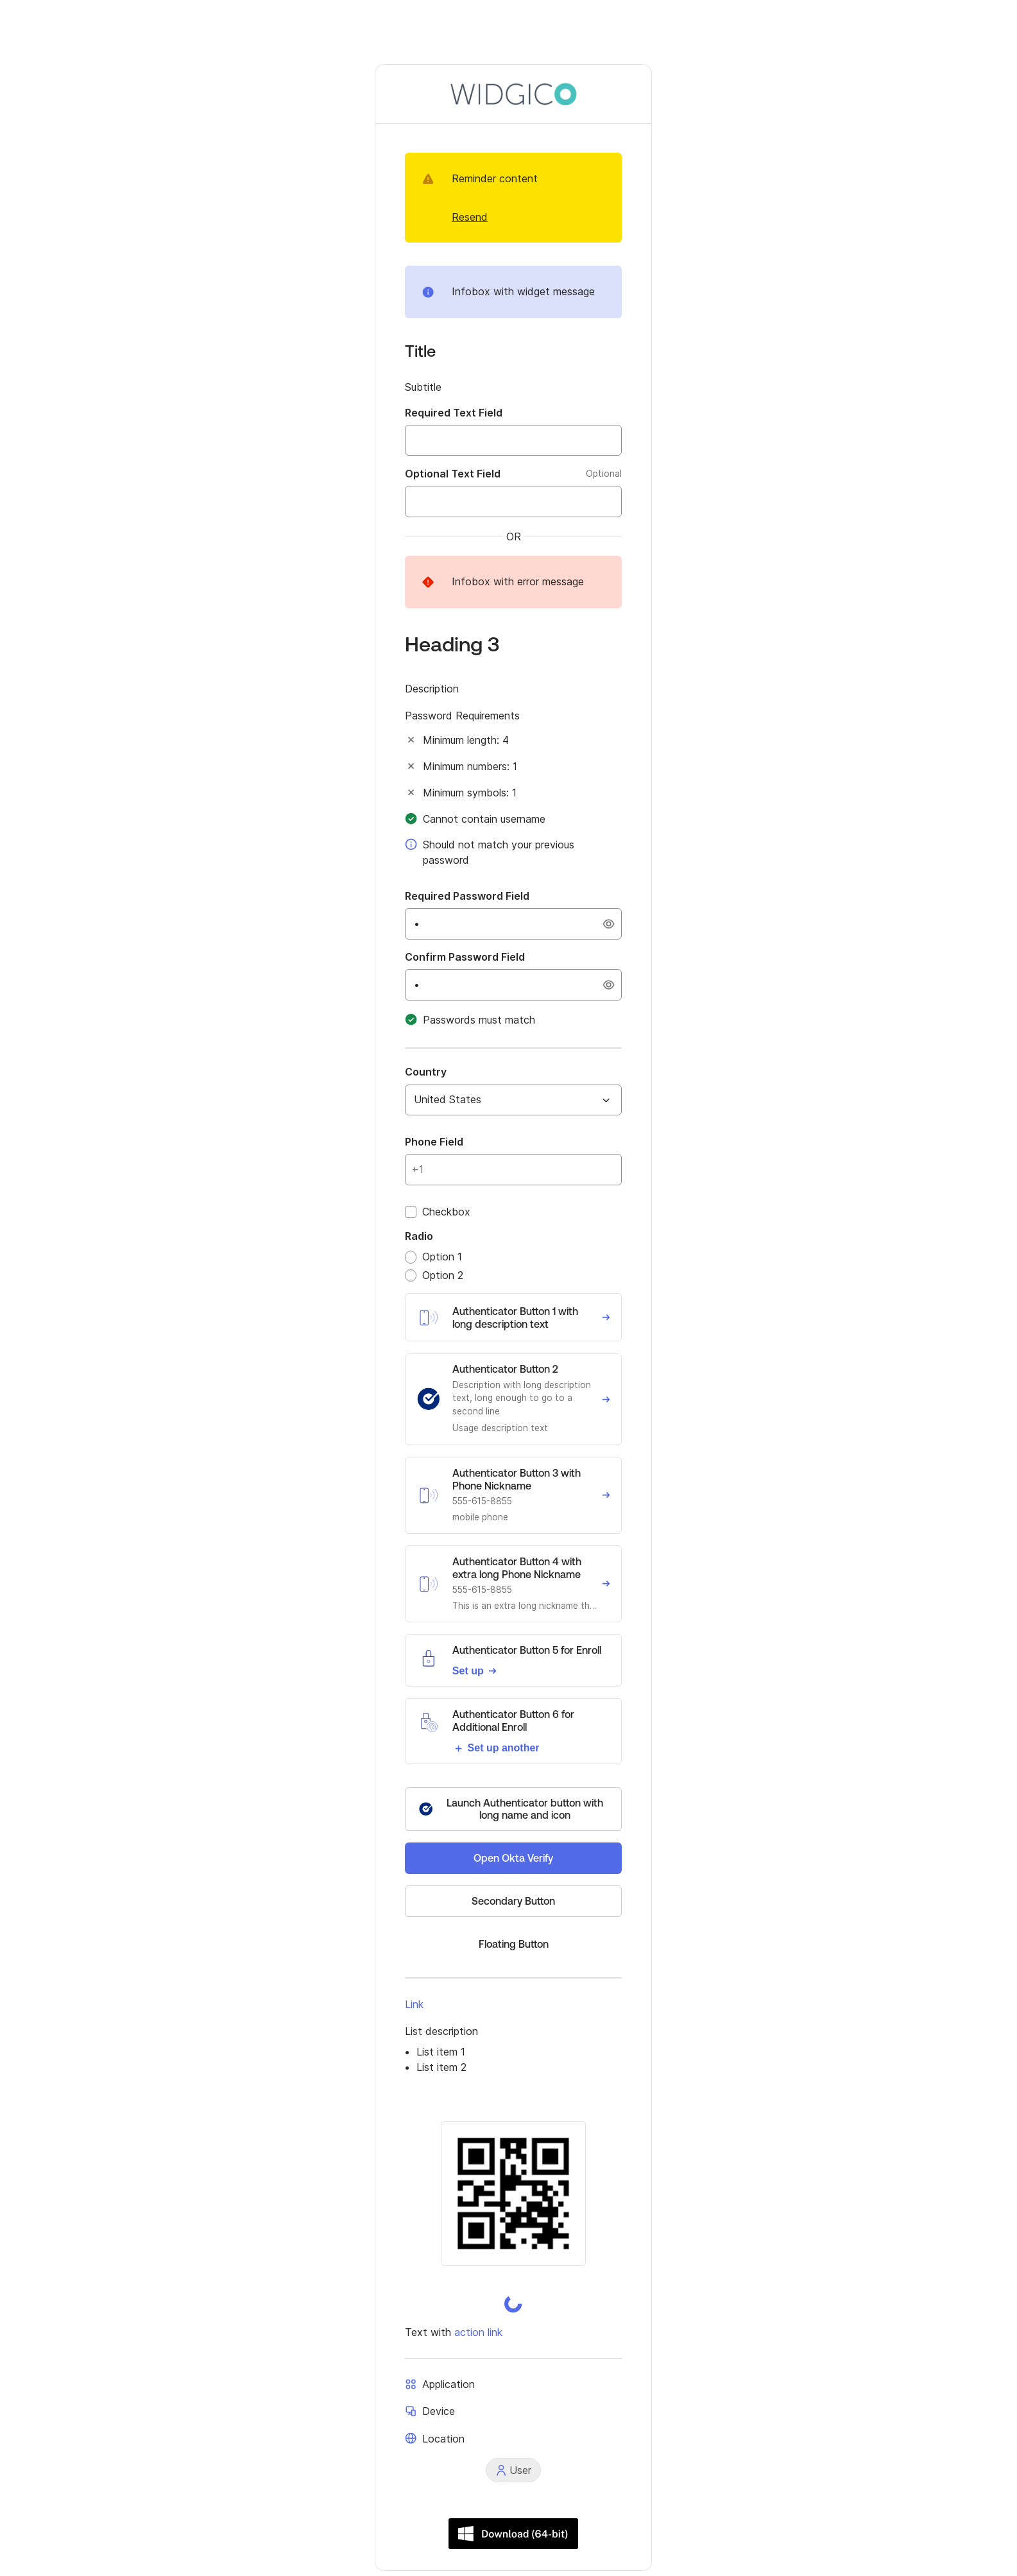 WIDGICO
Reminder content
Resend
Infobox with widget message
Title
Subtitle
Required Text Field
Optional Text Field Optional
OR
Infobox with error message
Heading 3
Description
Password Requirements
Minimum length: 4
Minimum numbers: 1
Minimum symbols: 1
Cannot contain username
Should not match your previous
password
Required Password Field
•
Confirm Password Field
•
Passwords must match
Country
United States
Phone Field
+1
Checkbox
Radio
Option 1
Option 2
Authenticator Button 1 with
long description text
Authenticator Button 2
Description with long description
text, long enough to go to a
second line
Usage description text
Authenticator Button 3 with
Phone Nickname
555-615-8855
mobile phone
Authenticator Button 4 with
extra long Phone Nickname
555-615-8855
This is an extra long nickname th...
Authenticator Button 5 for Enroll
Set up
Authenticator Button 6 for
Additional Enroll
Set up another
Launch Authenticator button with
long name and icon
Open Okta Verify
Secondary Button
Floating Button
Link
List description
• List item 1
• List item 2
Text with action link
Application
Device
Location
User
Download (64-bit)